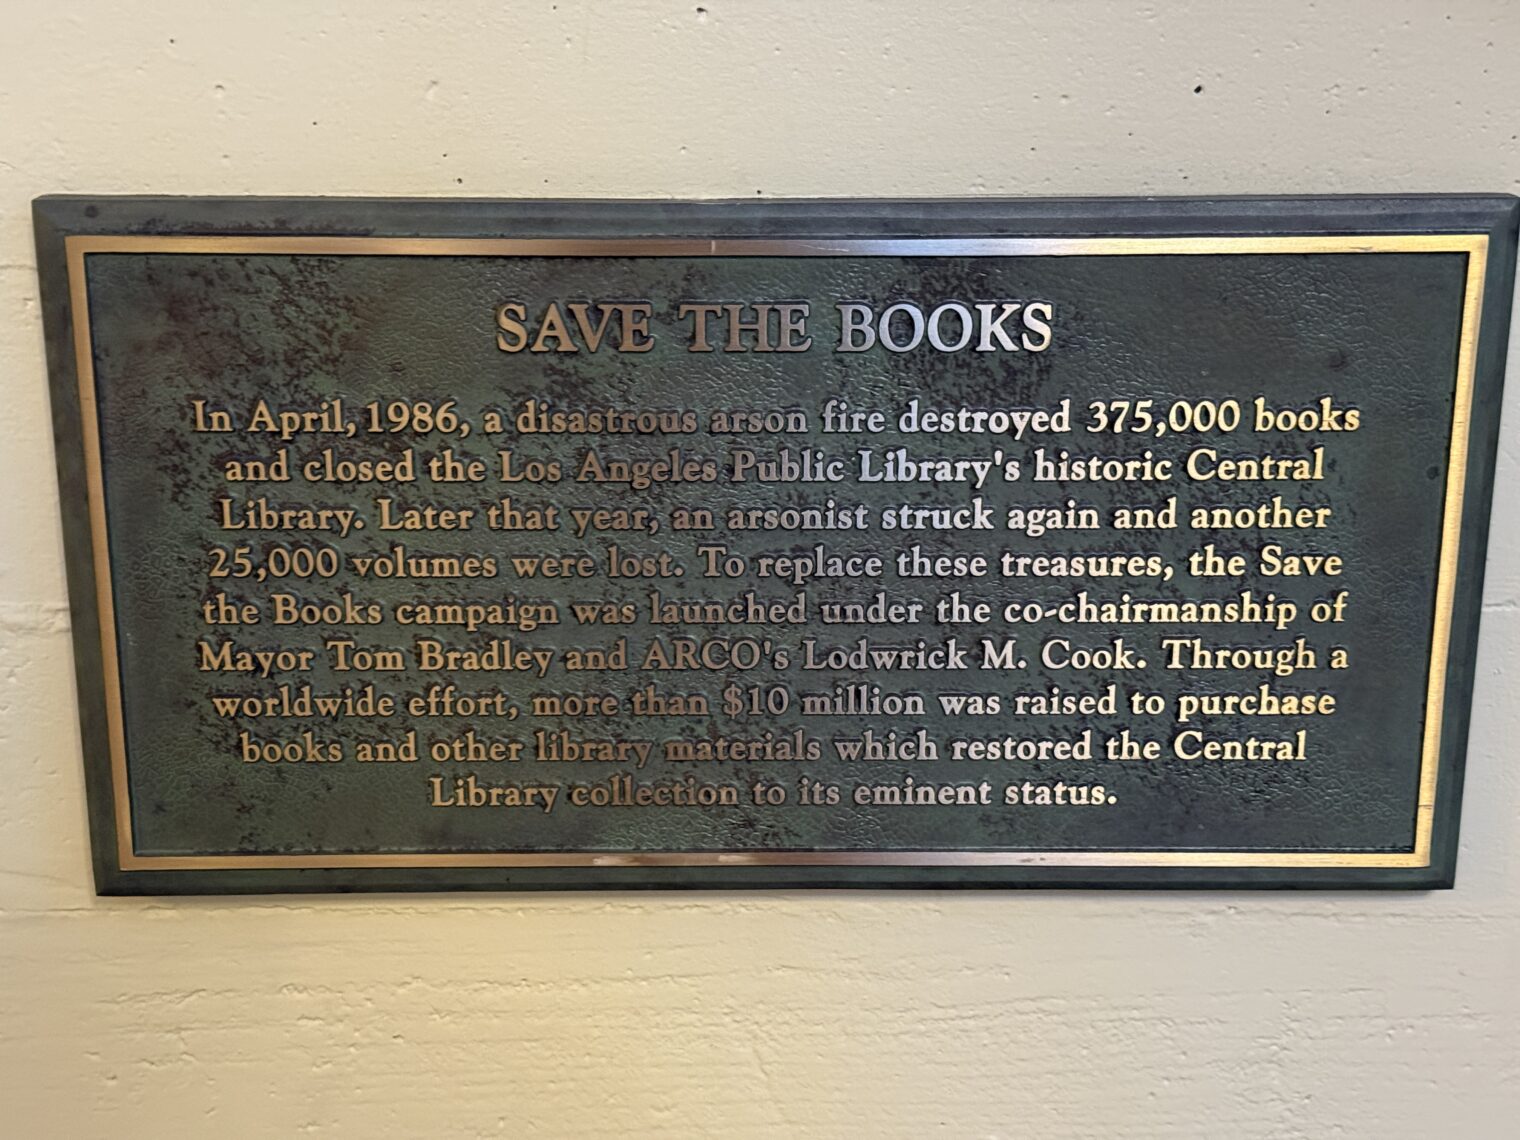 SAVE THE BOOKS
In April, 1986, a disastrous arson fire destroyed 375,000 books
and closed the Los Angeles Public Library's historic Central
Library. Later that year, an arsonist struck again and another
25,000 volumes were lost. To replace these treasures, the Save
the Books campaign was launched under the co-chairmanship of
Mayor Tom Bradley and ARCO's Lodwrick M. Cook. Through a
worldwide effort, more than $10 million was raised to purchase
books and other library materials which restored the Central
Library collection to its eminent status.